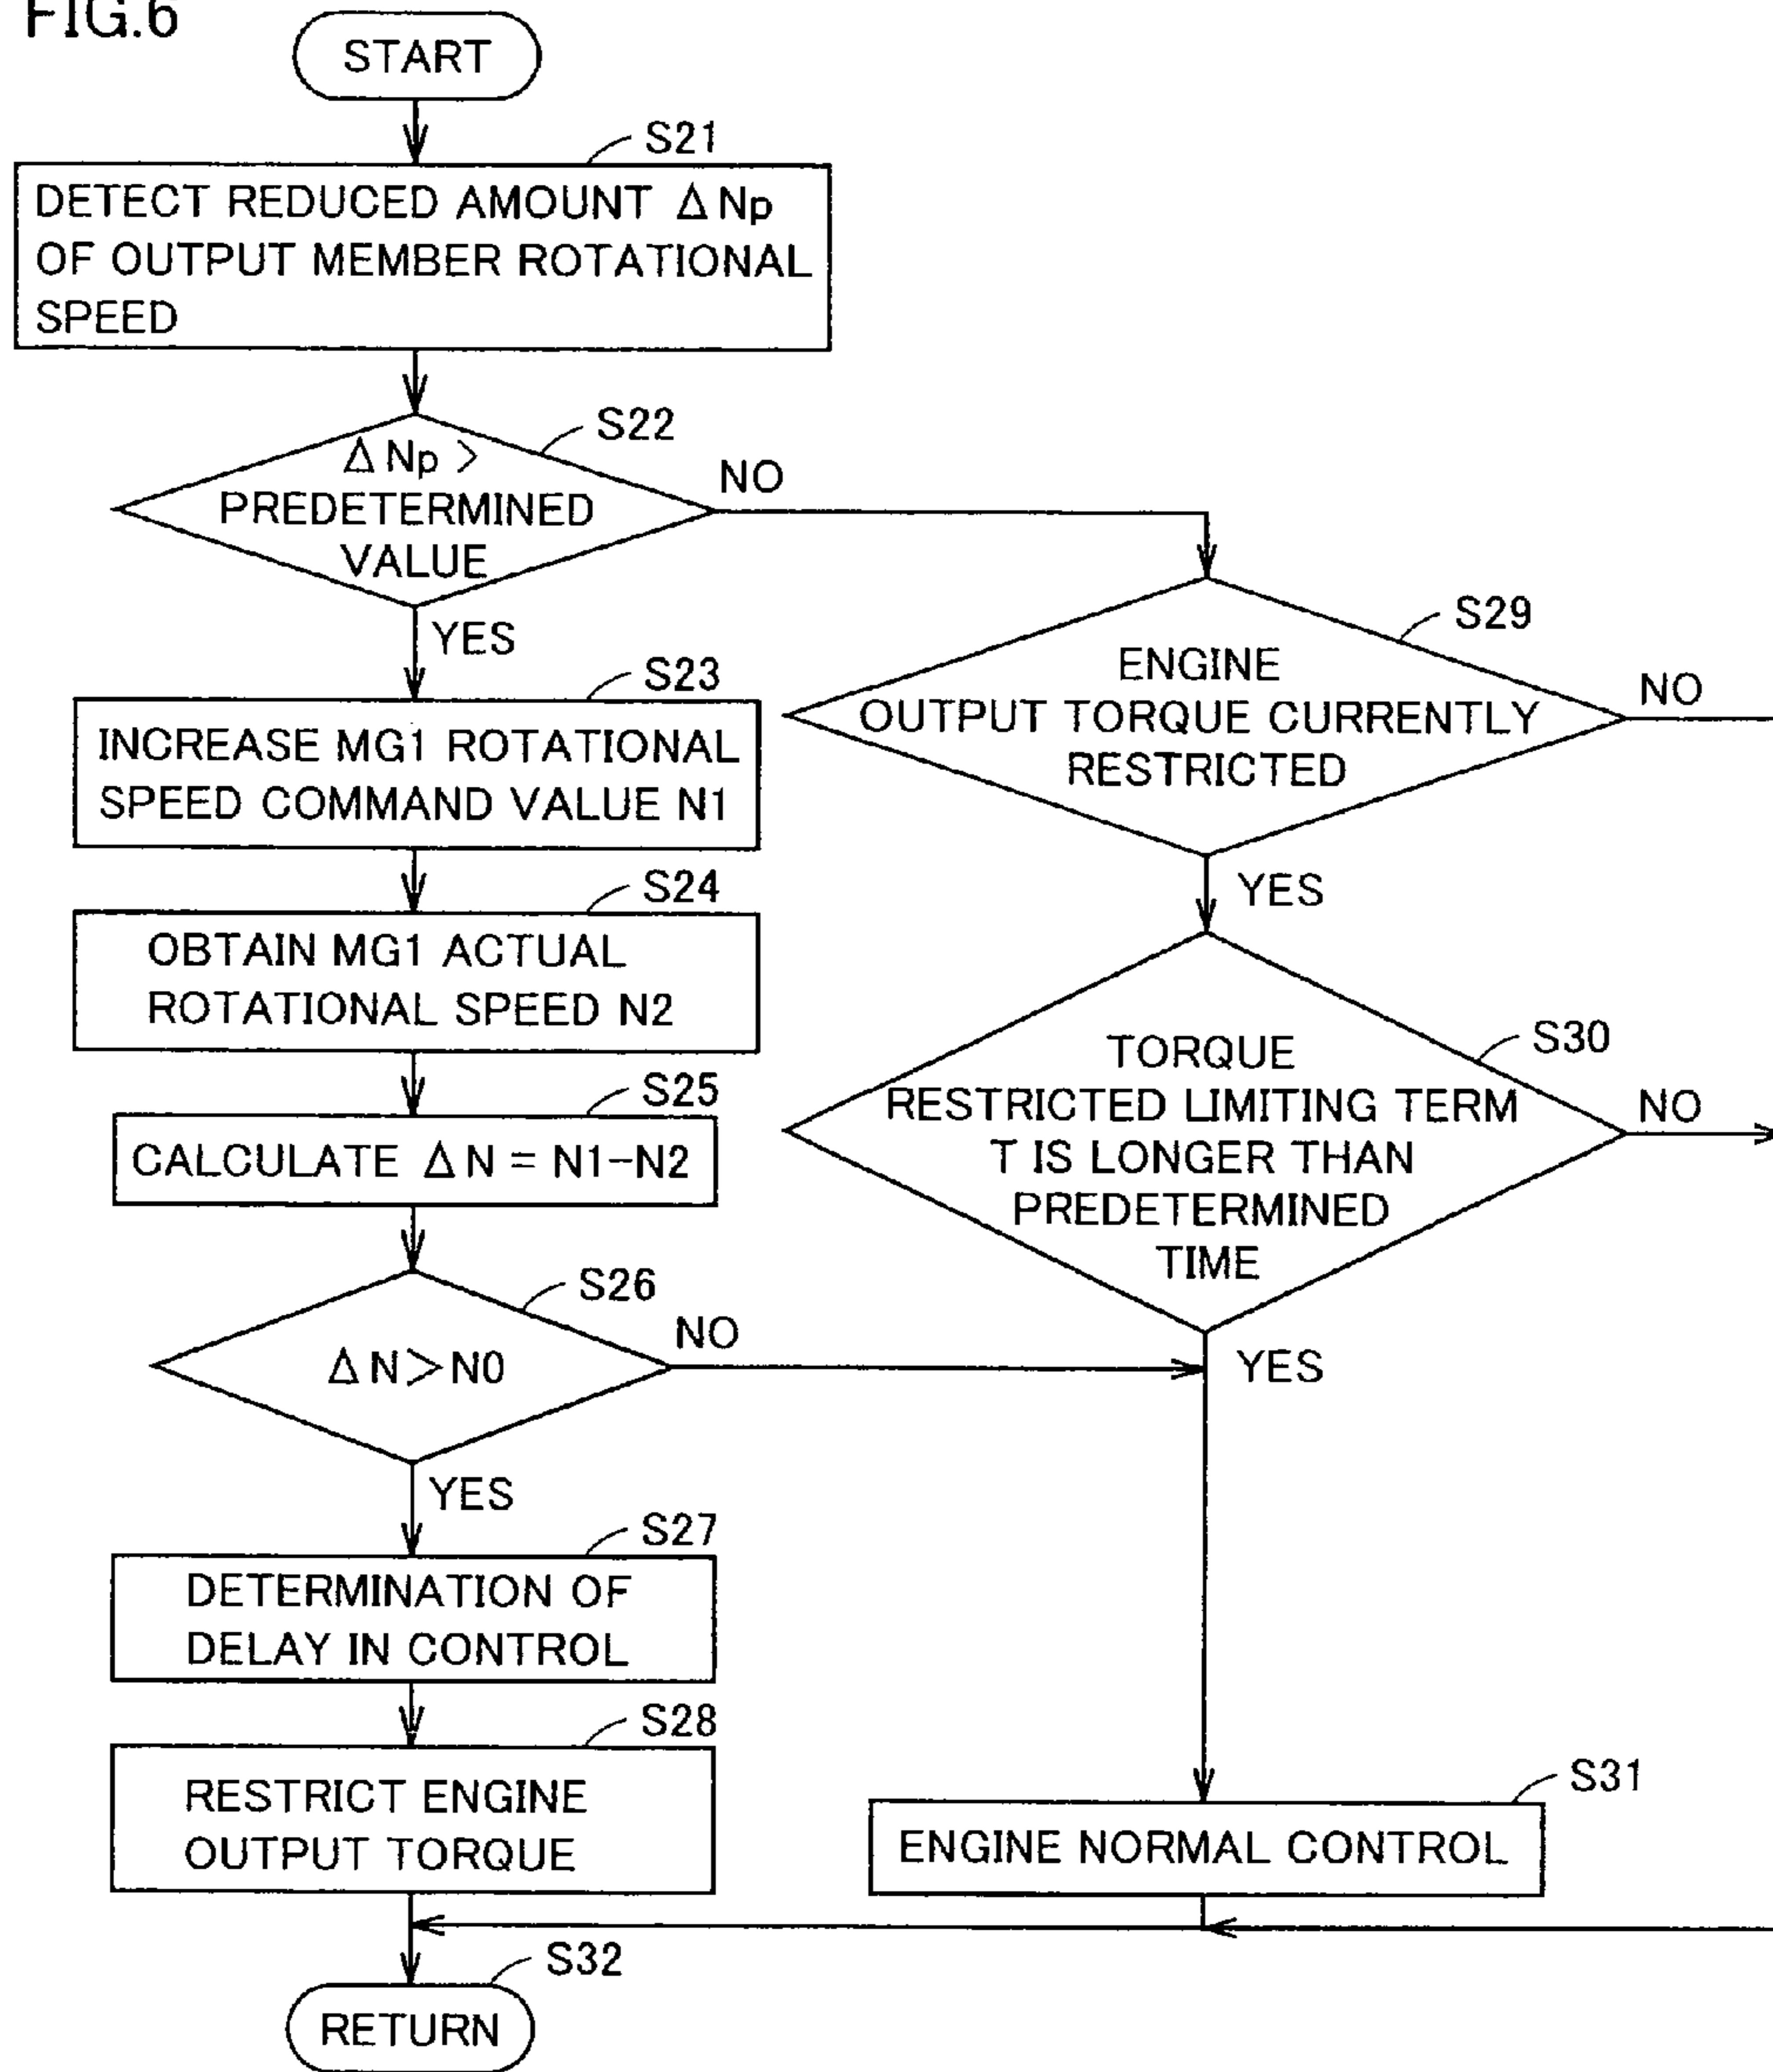 FIG.6
START
S21
DETECT REDUCED AMOUNT ΔNp
OF OUTPUT MEMBER ROTATIONAL
SPEED
S22
ΔNp >
PREDETERMINED
VALUE
NO
YES
S23
INCREASE MG1 ROTATIONAL
SPEED COMMAND VALUE N1
S24
OBTAIN MG1 ACTUAL
ROTATIONAL SPEED N2
S25
CALCULATE ΔN = N1-N2
S26
ΔN>N0
NO
YES
S27
DETERMINATION OF
DELAY IN CONTROL
S28
RESTRICT ENGINE
OUTPUT TORQUE
S29
ENGINE
OUTPUT TORQUE CURRENTLY
RESTRICTED
NO
YES
S30
TORQUE
RESTRICTED LIMITING TERM
T IS LONGER THAN
PREDETERMINED
TIME
NO
YES
S31
ENGINE NORMAL CONTROL
S32
RETURN